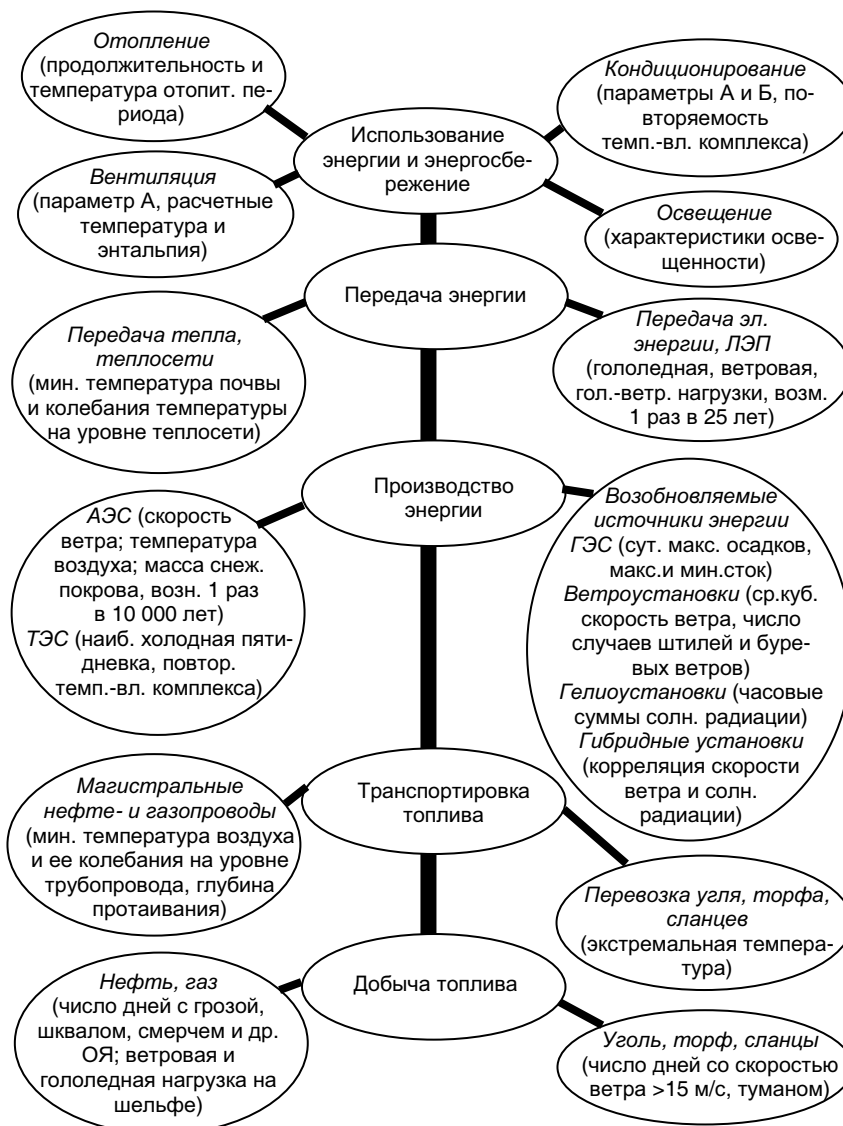 Отопление
(продолжительность и
температура отопит. пе-
риода)
Кондиционирование
(параметры А и Б, по-
вторяемость
темп.-вл. комплекса)
Использование
энергии и энергосбе-
режение
Вентиляция
(параметр А, расчетные
температура и
энтальпия)
Освещение
(характеристики осве-
щенности)
Передача энергии
Передача тепла,
теплосети
(мин. температура почвы
и колебания температуры
на уровне теплосети)
Передача эл.
энергии, ЛЭП
(гололедная, ветровая,
гол.-ветр. нагрузки, возм.
1 раз в 25 лет)
Производство
энергии
АЭС (скорость
ветра; температура
воздуха; масса снеж.
покрова, возн. 1 раз
в 10 000 лет)
ТЭС (наиб. холодная пяти-
дневка, повтор.
темп.-вл. комплекса)
Возобновляемые
источники энергии
ГЭС (сут. макс. осадков,
макс.и мин.сток)
Ветроустановки (ср.куб.
скорость ветра, число
случаев штилей и буре-
вых ветров)
Гелиоустановки (часовые
суммы солн. радиации)
Гибридные установки
(корреляция скорости
ветра и солн.
радиации)
Магистральные
нефте- и газопроводы
(мин. температура воздуха
и ее колебания на уровне
трубопровода, глубина
протаивания)
Транспортировка
топлива
Перевозка угля, торфа,
сланцев
(экстремальная темпера-
тура)
Добыча топлива
Нефть, газ
(число дней с грозой,
шквалом, смерчем и др.
ОЯ; ветровая и
гололедная нагрузка на
шельфе)
Уголь, торф, сланцы
(число дней со скоростью
ветра >15 м/с, туманом)